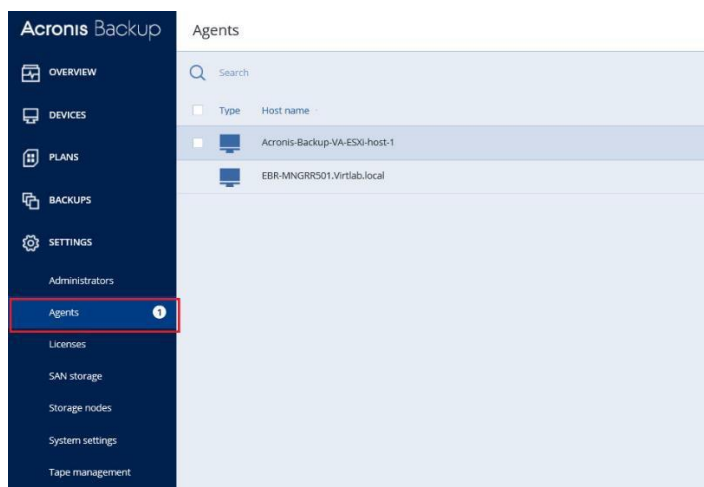 Acronis Backup
Agents
OVERVIEW
Search
DEVICES
Type Host name
PLANS
Acronis-Backup-VA-ESXi-host-1
EBR-MNGRR501.Virtlab.local
BACKUPS
SETTINGS
Administrators
Agents 1
Licenses
SAN storage
Storage nodes
System settings
Tape management